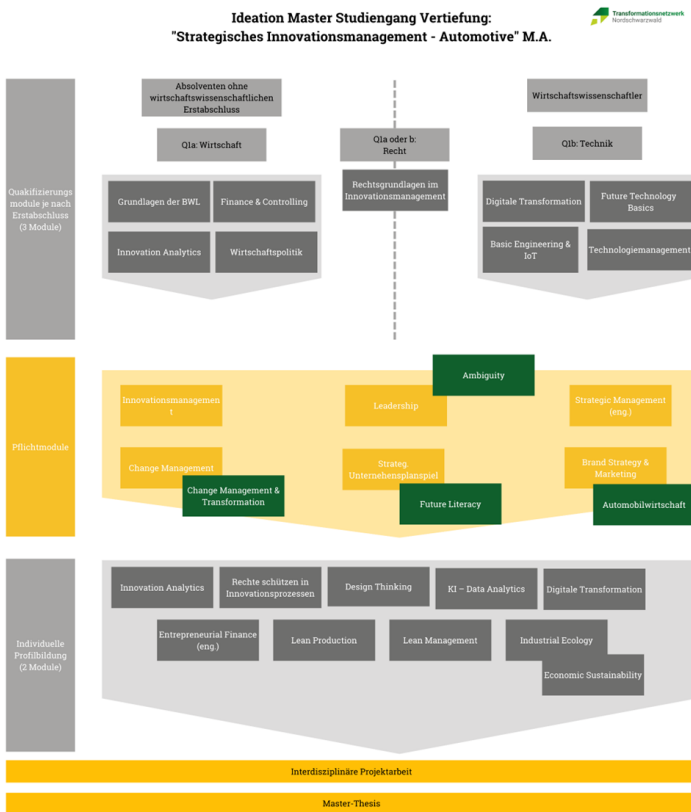 Ideation Master Studiengang Vertiefung:
"Strategisches Innovationsmanagement - Automotive" M.A.
Transformationsnetzwerk
Nordschwarzwald
Absolventen ohne
wirtschaftswissenschaftlichen
Erstabschluss
Wirtschaftswissenschaftler
Q1a: Wirtschaft
Q1a oder b:
Recht
Q1b: Technik
Quakifizierungs
module je nach
Erstabschluss
(3 Module)
Grundlagen der BWL
Finance & Controlling
Innovation Analytics
Wirtschaftspolitik
Rechtsgrundlagen im
Innovationsmanagement
Digitale Transformation
Future Technology
Basics
Basic Engineering &
IoT
Technologiemanagement
Pflichtmodule
Ambiguity
Innovationsmanagemen
t
Leadership
Strategic Management
(eng.)
Change Management
Strateg.
Unternehensplanspiel
Brand Strategy &
Marketing
Change Management &
Transformation
Future Literacy
Automobilwirtschaft
Individuelle
Profilbildung
(2 Module)
Innovation Analytics
Rechte schützen in
Innovationsprozessen
Design Thinking
KI – Data Analytics
Digitale Transformation
Entrepreneurial Finance
(eng.)
Lean Production
Lean Management
Industrial Ecology
Economic Sustainability
Interdisziplinäre Projektarbeit
Master-Thesis